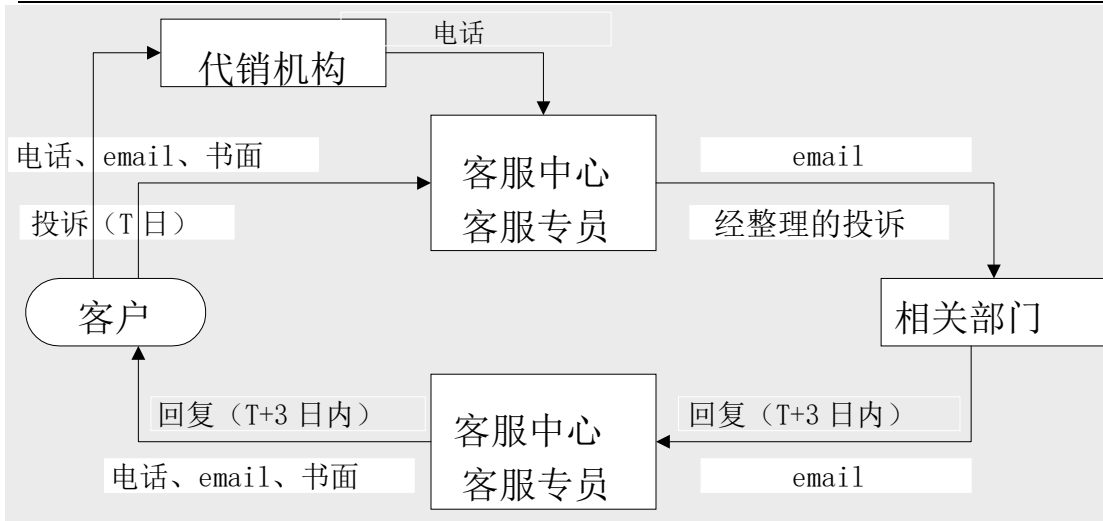 电话
代销机构
电话、email、书面
客服中心
客服专员
email
投诉（T 日）
经整理的投诉
客户
相关部门
回复（T+3 日内）
客服中心
客服专员
回复（T+3 日内）
电话、email、书面
email